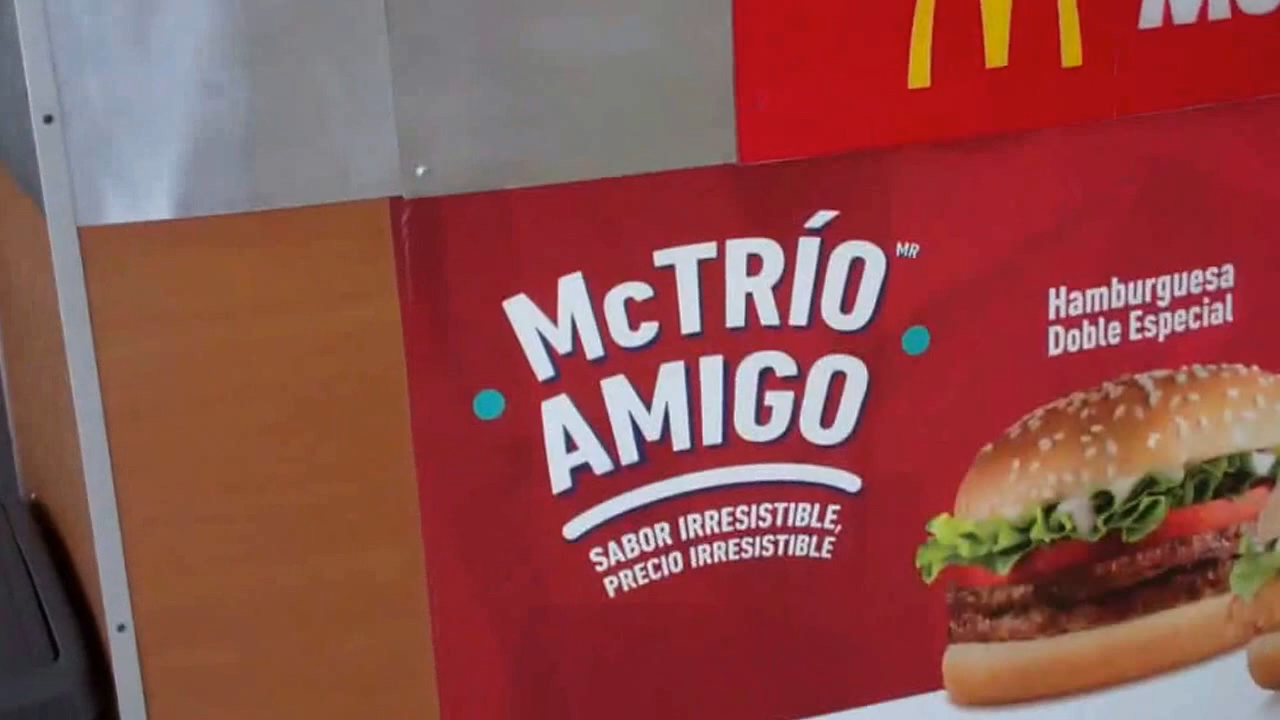 McTRÍO
AMIGO
MR
SABOR IRRESISTIBLE,
PRECIO IRRESISTIBLE
Hamburguesa
Doble Especial